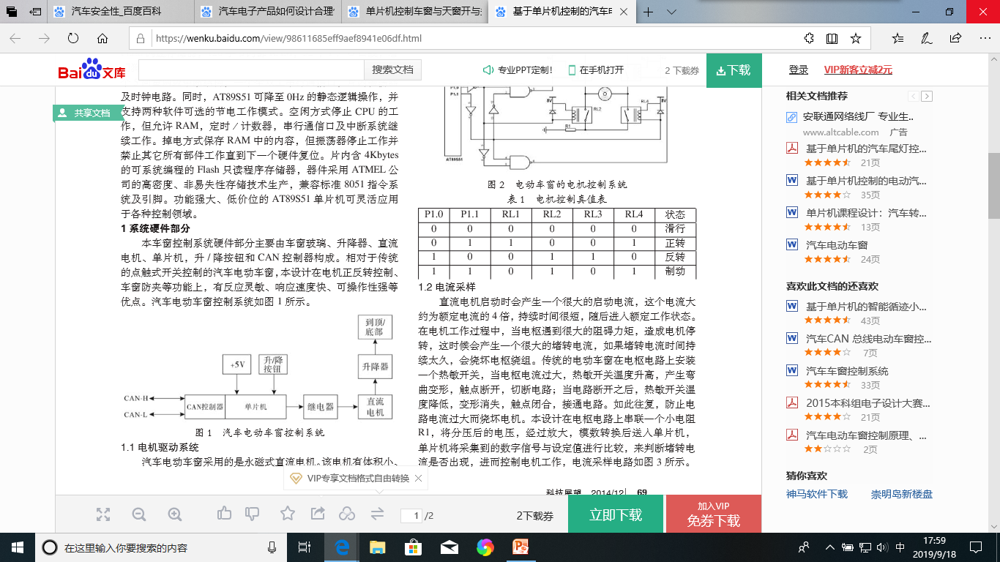 汽车安全性_百度百科
汽车电子产品如何设计合理
单片机控制车窗与天窗开与
基于单片机控制的汽车电
https://wenku.baidu.com/view/98611685eff9aef8941e06df.html
Bai du 文库
搜索文档
专业PPT定制!
在手机打开
2 下载券
下载
登录
VIP新客立减2元
共享文档
及时钟电路。同时，AT89S51 可降至 0Hz 的静态逻辑操作，并
支持两种软件可选的节电工作模式。空闲方式停止 CPU 的工
作，但允许 RAM，定时／计数器，串行通信口及中断系统继
续工作。掉电方式保存 RAM 中的内容，但振荡器停止工作并
禁止其它所有部件工作直到下一个硬件复位。片内含 4Kbytes
的可系统编程的 Flash 只读程序存储器，器件采用 ATMEL 公
司的高密度、非易失性存储技术生产，兼容标准 8051 指令系
统及引脚。功能强大、低价位的 AT89S51 单片机可灵活应用
于各种控制领域。
1 系统硬件部分
本车窗控制系统硬件部分主要由车窗玻璃、升降器、直流
电机、单片机，升 / 降按钮和 CAN 控制器构成。相对于传统
的点触式开关控制的汽车电动车窗，本设计在电机正反转控制、
车窗防夹等功能上，有反应灵敏、响应速度快、可操作性强等
优点。汽车电动车窗控制系统如图 1 所示。
到顶/
底部
+5V
升/降
按钮
升降器
CAN-H
CAN-L
CAN控制器
单片机
继电器
直流
电机
图 1 汽车电动车窗控制系统
1.1 电机驱动系统
汽车电动车窗采用的是永磁式直流电机。该电机有体积小、
P1.0
P1.1
5V
5V
RL2
RL4
R1
AT89S51
图 2 电动车窗的电机控制系统
表 1 电机控制真值表
P1.0 P1.1 RL1 RL2 RL3 RL4 状态
0 0 0 0 0 0 滑行
0 1 1 0 0 1 正转
1 0 0 1 1 0 反转
1 1 0 1 0 1 制动
1.2 电流采样
直流电机启动时会产生一个很大的启动电流，这个电流大
约为额定电流的 4 倍，持续时间很短，随后进入额定工作状态。
在电机工作过程中，当电枢遇到很大的阻碍力矩，造成电机停
转，这时候会产生一个很大的堵转电流，如果堵转电流时间持
续太久，会烧坏电枢绕组。传统的电动车窗在电枢电路上安装
一个热敏开关，当电枢电流过大，热敏开关温度升高，产生弯
曲变形，触点断开，切断电路；当电路断开之后，热敏开关温
度降低，变形消失，触点闭合，接通电路。如此往复，防止电
路电流过大而烧坏电机。本设计在电枢电路上串联一个小电阻
R1，将分压后的电压，经过放大，模数转换后送入单片机，
单片机将采集到的数字信号与设定值进行比较，来判断堵转电
流是否出现，进而控制电机工作，电流采样电路如图 3 所示。
科技展望 2014/12 69
相关文档推荐
安联通网络线厂 专业生..
www.altcable.com 广告
基于单片机的汽车尾灯控...
21页
基于单片机控制的电动汽...
35页
单片机课程设计：汽车转...
13页
汽车电动车窗
24页
喜欢此文档的还喜欢
基于单片机的智能循迹小...
43页
汽车CAN 总线电动车窗控...
7页
汽车车窗控制系统
33页
2015本科组电子设计大赛...
21页
汽车电动车窗控制原理、...
2页
猜你喜欢
神马软件下载 崇明岛新楼盘
VIP专享文档格式自由转换
1 /2
2下载券
立即下载
加入VIP
免券下载
在这里输入你要搜索的内容
中
17:59
2019/9/18